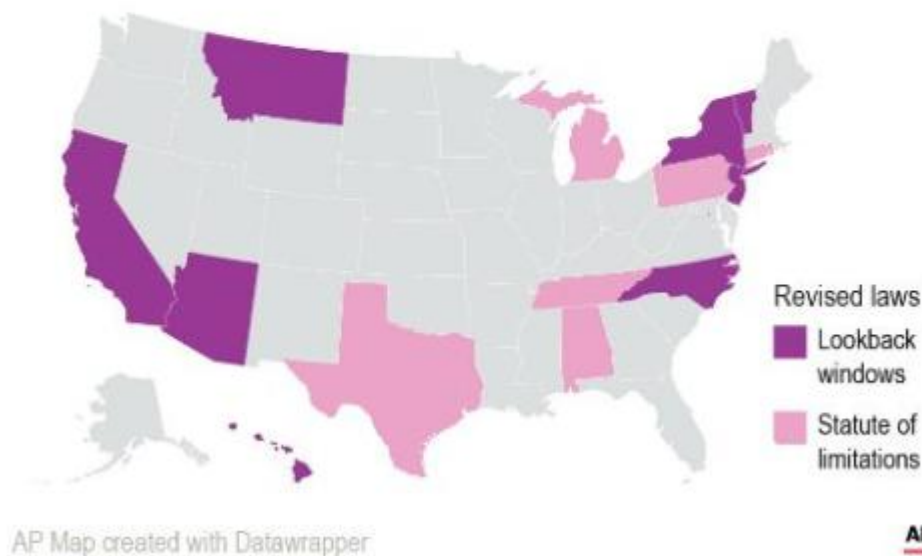 Revised laws
Lookback
windows
Statute of
limitations
AP Map created with Datawrapper